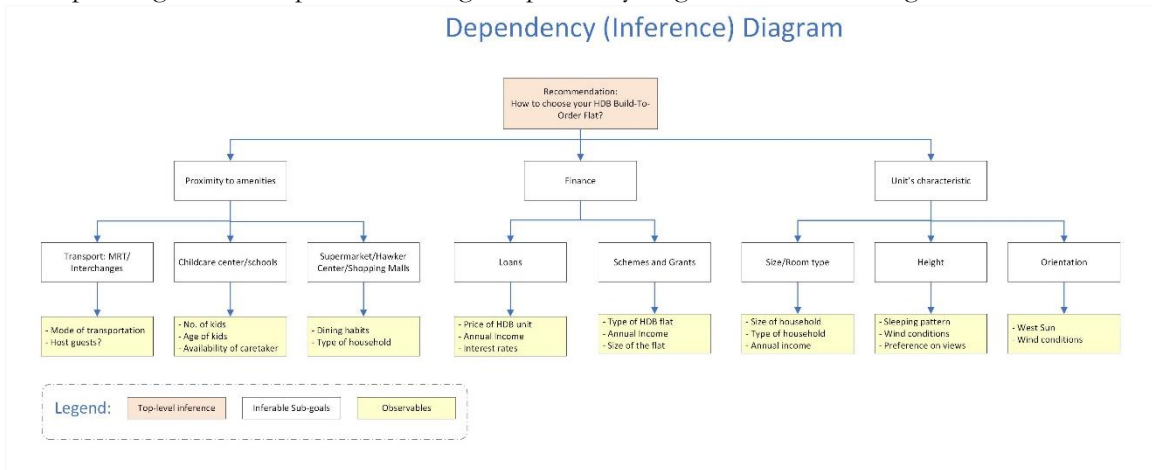 Dependency (Inference) Diagram
Recommendation:
How to choose your HDB Build-To-
Order Flat?
Proximity to amenities
Finance
Unit's characteristic
Transport: MRT/
Interchanges
Childcare center/schools
Supermarket/Hawker
Center/Shopping Malls
Loans
Schemes and Grants
Size/Room type
Height
Orientation
- Mode of transportation
- Host guests?
- No. of kids
- Age of kids
- Availability of caretaker
- Dining habits
- Type of household
- Price of HDB unit
- Annual Income
- Interest rates
- Type of HDB flat
- Annual Income
- Size of the flat
- Size of household
- Type of household
- Annual income
- Sleeping pattern
- Wind conditions
- Preference on views
- West Sun
- Wind conditions
Legend:
Top-level inference
Inferable Sub-goals
Observables